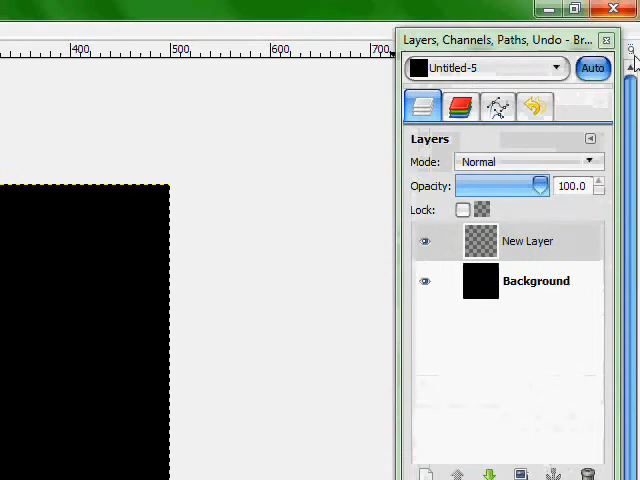 Layers, Channels, Paths, Undo - Br...
400 500 600 700
Untitled-5
Auto
Layers
Mode: Normal
Opacity: 100.0
Lock:
New Layer
Background